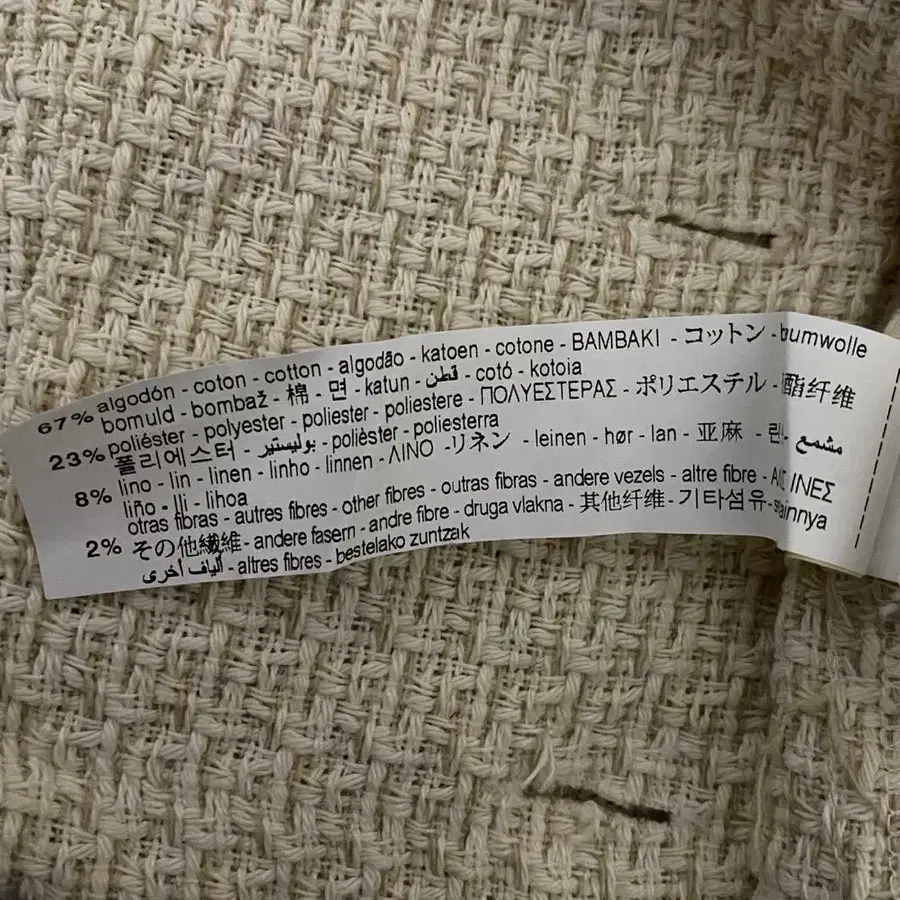 67% algodón - coton - cotton - algodão - katoen - cotone - BAMBAKI - コットン - baumwolle
bomuld - bombaž - 棉 - 면 - katun - قطن - cotó - kotoia
23% poliéster - polyester - poliester - poliestere - ΠΟΛΥΕΣΤΕΡΑΣ - ポリエステル - 酯纤维
폴리에스터 - بوليستير - polièster - poliesterra
8% lino - lin - linen - linho - linnen - ΛΙΝΟ -リネン - leinen - hør - lan - 亚麻 - 린 مشمع
liño - lli - lihoa
otras fibras - autres fibres - other fibres - outras fibras - andere vezels - altre fibre - INEΣ
2% その他繊維- andere fasern - andre fibre - druga vlakna - 其他纤维- 기타섬유- lainnya
ألياف أخرى - altres fibres - bestelako zuntzak